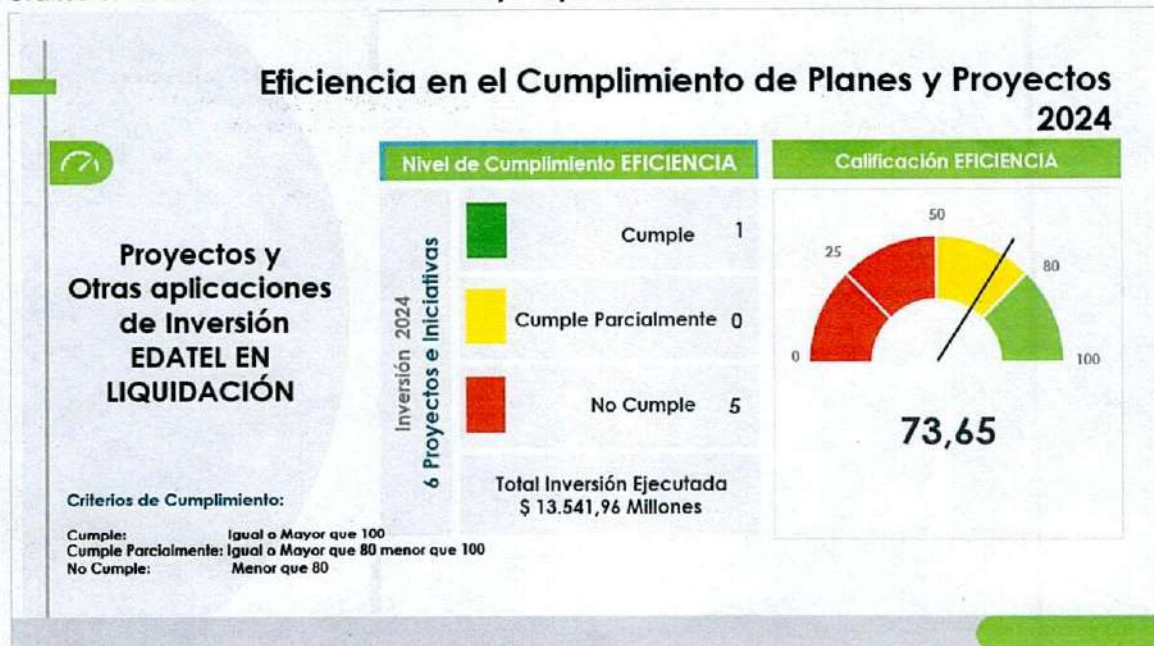 Eficiencia en el Cumplimiento de Planes y Proyectos
2024
Nivel de Cumplimiento EFICIENCIA
Calificación EFICIENCIA
Proyectos y
Otras aplicaciones
de Inversión
EDATEL EN
LIQUIDACIÓN
Inversión 2024
6 Proyectos e Iniciativas
Cumple 1
Cumple Parcialmente 0
No Cumple 5
Total Inversión Ejecutada
$ 13.541,96 Millones
0
25
50
80
100
73,65
Criterios de Cumplimiento:
Cumple: Igual o Mayor que 100
Cumple Parcialmente: Igual o Mayor que 80 menor que 100
No Cumple: Menor que 80